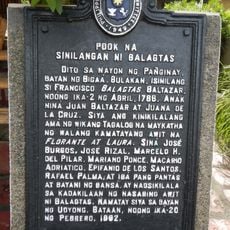 POOK NA
SINILANGAN NI BALAGTAS
DITO SA NAYON NG PANGINAY,
BAYAN NG BIGAA, BULAKAN, ISINILANG
SI FRANCISCO BALAGTAS BALTAZAR,
NOONG IKA-2 NG ABRIL, 1788. ANAK
NINA JUAN BALTAZAR AT JUANA DE
LA CRUZ. SIYA ANG KINIKILALANG
AMA NG WIKANG TAGALOG NA MAYKATHA
NG WALANG KAMATAYANG AWIT NA
FLORANTE AT LAURA. SINA JOSE
BURGOS, JOSE RIZAL, MARCELO H.
DEL PILAR, MARIANO PONCE, MACARIO
ADRIATICO, EPIFANIO DE LOS SANTOS,
RAFAEL PALMA, AT IBA PANG PANTAS
AT BAYANI NG BANSA, AY NAGSIKILALA
SA KADAKILAAN NG NASABING AWIT
NI BALAGTAS. NAMATAY SIYA SA BAYAN
NG UDYONG, BATAAN, NOONG IKA-20
NG PEBRERO, 1862.